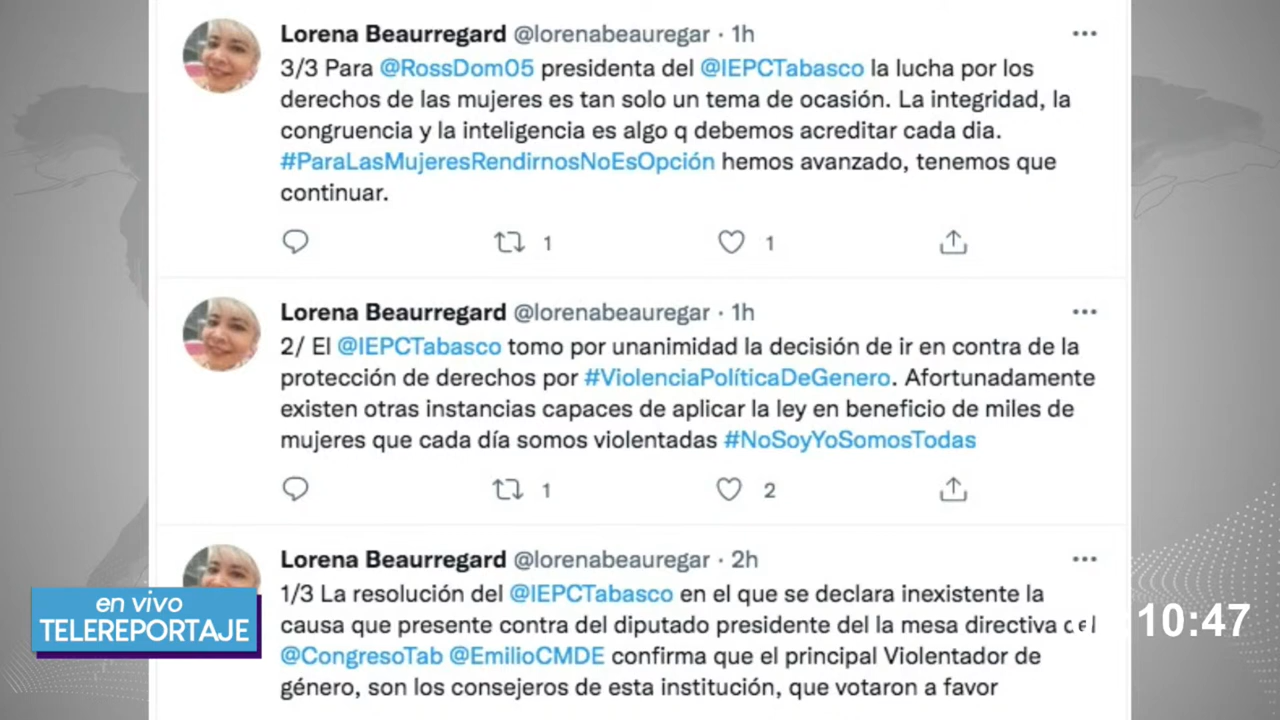 Lorena Beaurregard @lorenabeauregar · 1h
3/3 Para @RossDom05 presidenta del @IEPCTabasco la lucha por los
derechos de las mujeres es tan solo un tema de ocasión. La integridad, la
congruencia y la inteligencia es algo q debemos acreditar cada dia.
#ParaLasMujeresRendirnosNoEsOpción hemos avanzado, tenemos que
continuar.
1 1
Lorena Beaurregard @lorenabeauregar · 1h
2/ El @IEPCTabasco tomo por unanimidad la decisión de ir en contra de la
protección de derechos por #ViolenciaPolíticaDeGenero. Afortunadamente
existen otras instancias capaces de aplicar la ley en beneficio de miles de
mujeres que cada día somos violentadas #NoSoyYoSomosTodas
1 2
Lorena Beaurregard @lorenabeauregar · 2h
1/3 La resolución del @IEPCTabasco en el que se declara inexistente la
causa que presente contra del diputado presidente del la mesa directiva
@CongresoTab @EmilioCMDE confirma que el principal Violentador de
género, son los consejeros de esta institución, que votaron a favor
en vivo
TELEREPORTAJE
10:47